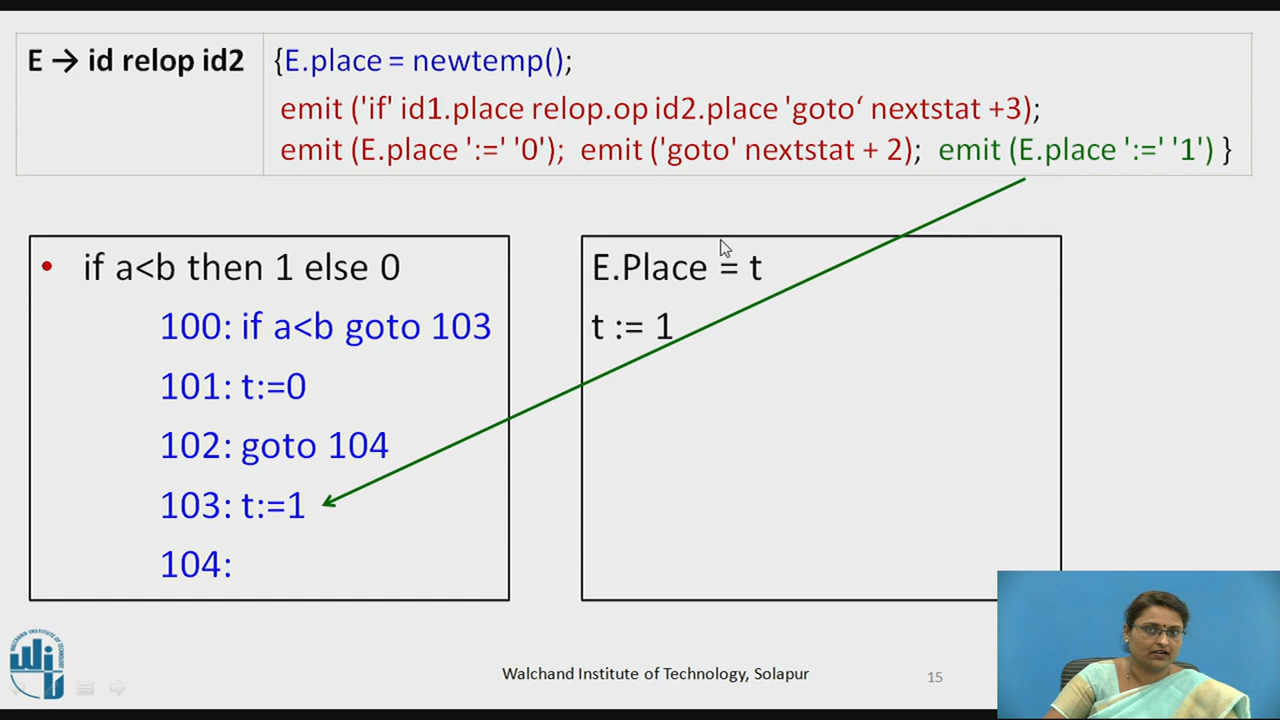 E → id relop id2
{E.place = newtemp();
emit ('if' id1.place relop.op id2.place 'goto‘ nextstat +3);
emit (E.place ':=' '0'); emit ('goto' nextstat + 2); emit (E.place ':=' '1') }
• if a<b then 1 else 0
100: if a<b goto 103
101: t:=0
102: goto 104
103: t:=1
104:
E.Place = t
t := 1
Walchand Institute of Technology, Solapur
15